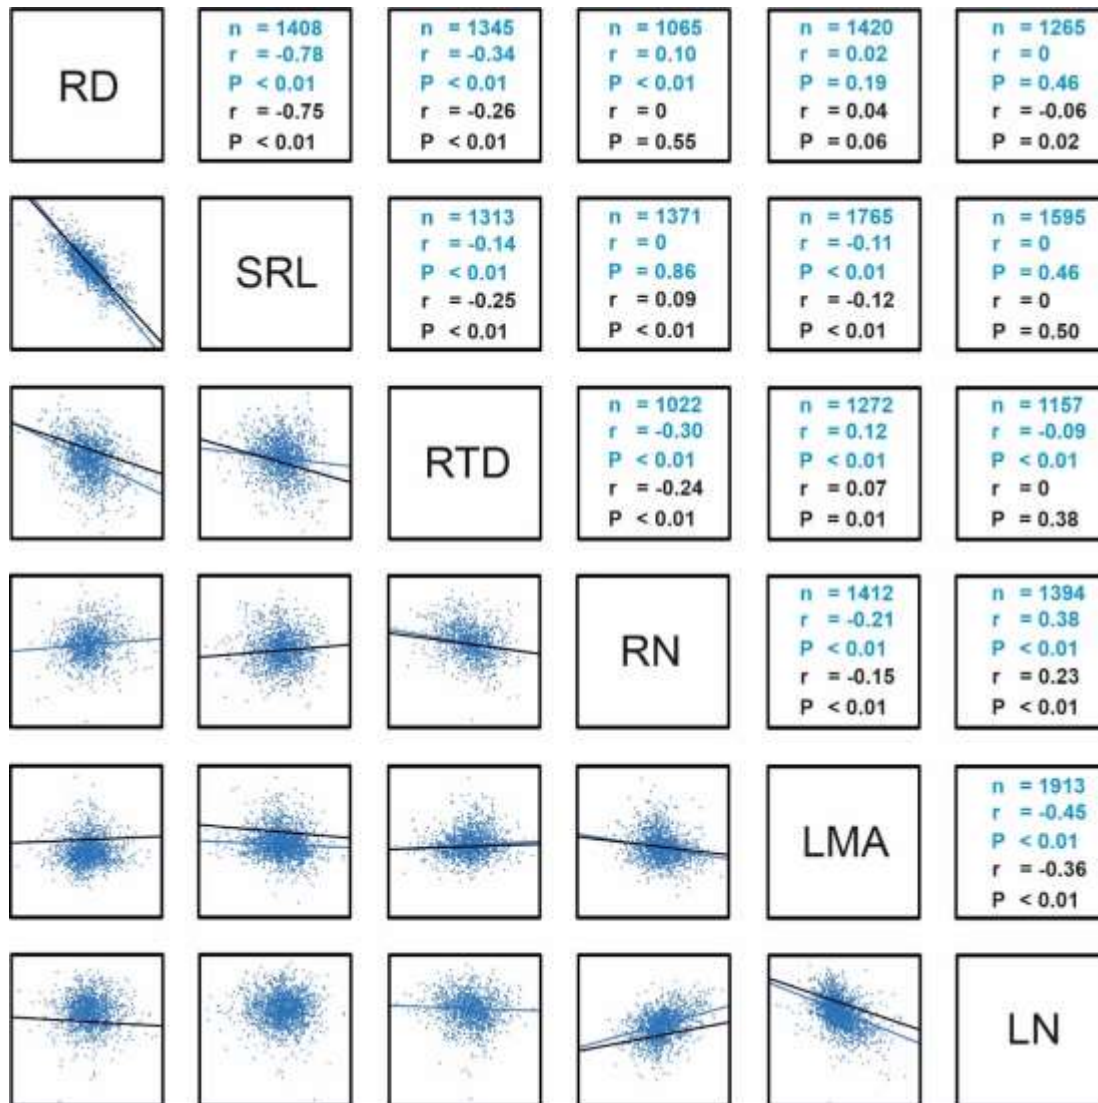 RD
n = 1408
r = -0.78
P < 0.01
r = -0.75
P < 0.01
n = 1345
r = -0.34
P < 0.01
r = -0.26
P < 0.01
n = 1065
r = 0.10
P < 0.01
r = 0
P = 0.55
n = 1420
r = 0.02
P = 0.19
r = 0.04
P = 0.06
n = 1265
r = 0
P = 0.46
r = -0.06
P = 0.02
SRL
n = 1313
r = -0.14
P < 0.01
r = -0.25
P < 0.01
n = 1371
r = 0
P = 0.86
r = 0.09
P < 0.01
n = 1765
r = -0.11
P < 0.01
r = -0.12
P < 0.01
n = 1595
r = 0
P = 0.46
r = 0
P = 0.50
RTD
n = 1022
r = -0.30
P < 0.01
r = -0.24
P < 0.01
n = 1272
r = 0.12
P < 0.01
r = 0.07
P = 0.01
n = 1157
r = -0.09
P < 0.01
r = 0
P = 0.38
RN
n = 1412
r = -0.21
P < 0.01
r = -0.15
P < 0.01
n = 1394
r = 0.38
P < 0.01
r = 0.23
P < 0.01
LMA
n = 1913
r = -0.45
P < 0.01
r = -0.36
P < 0.01
LN